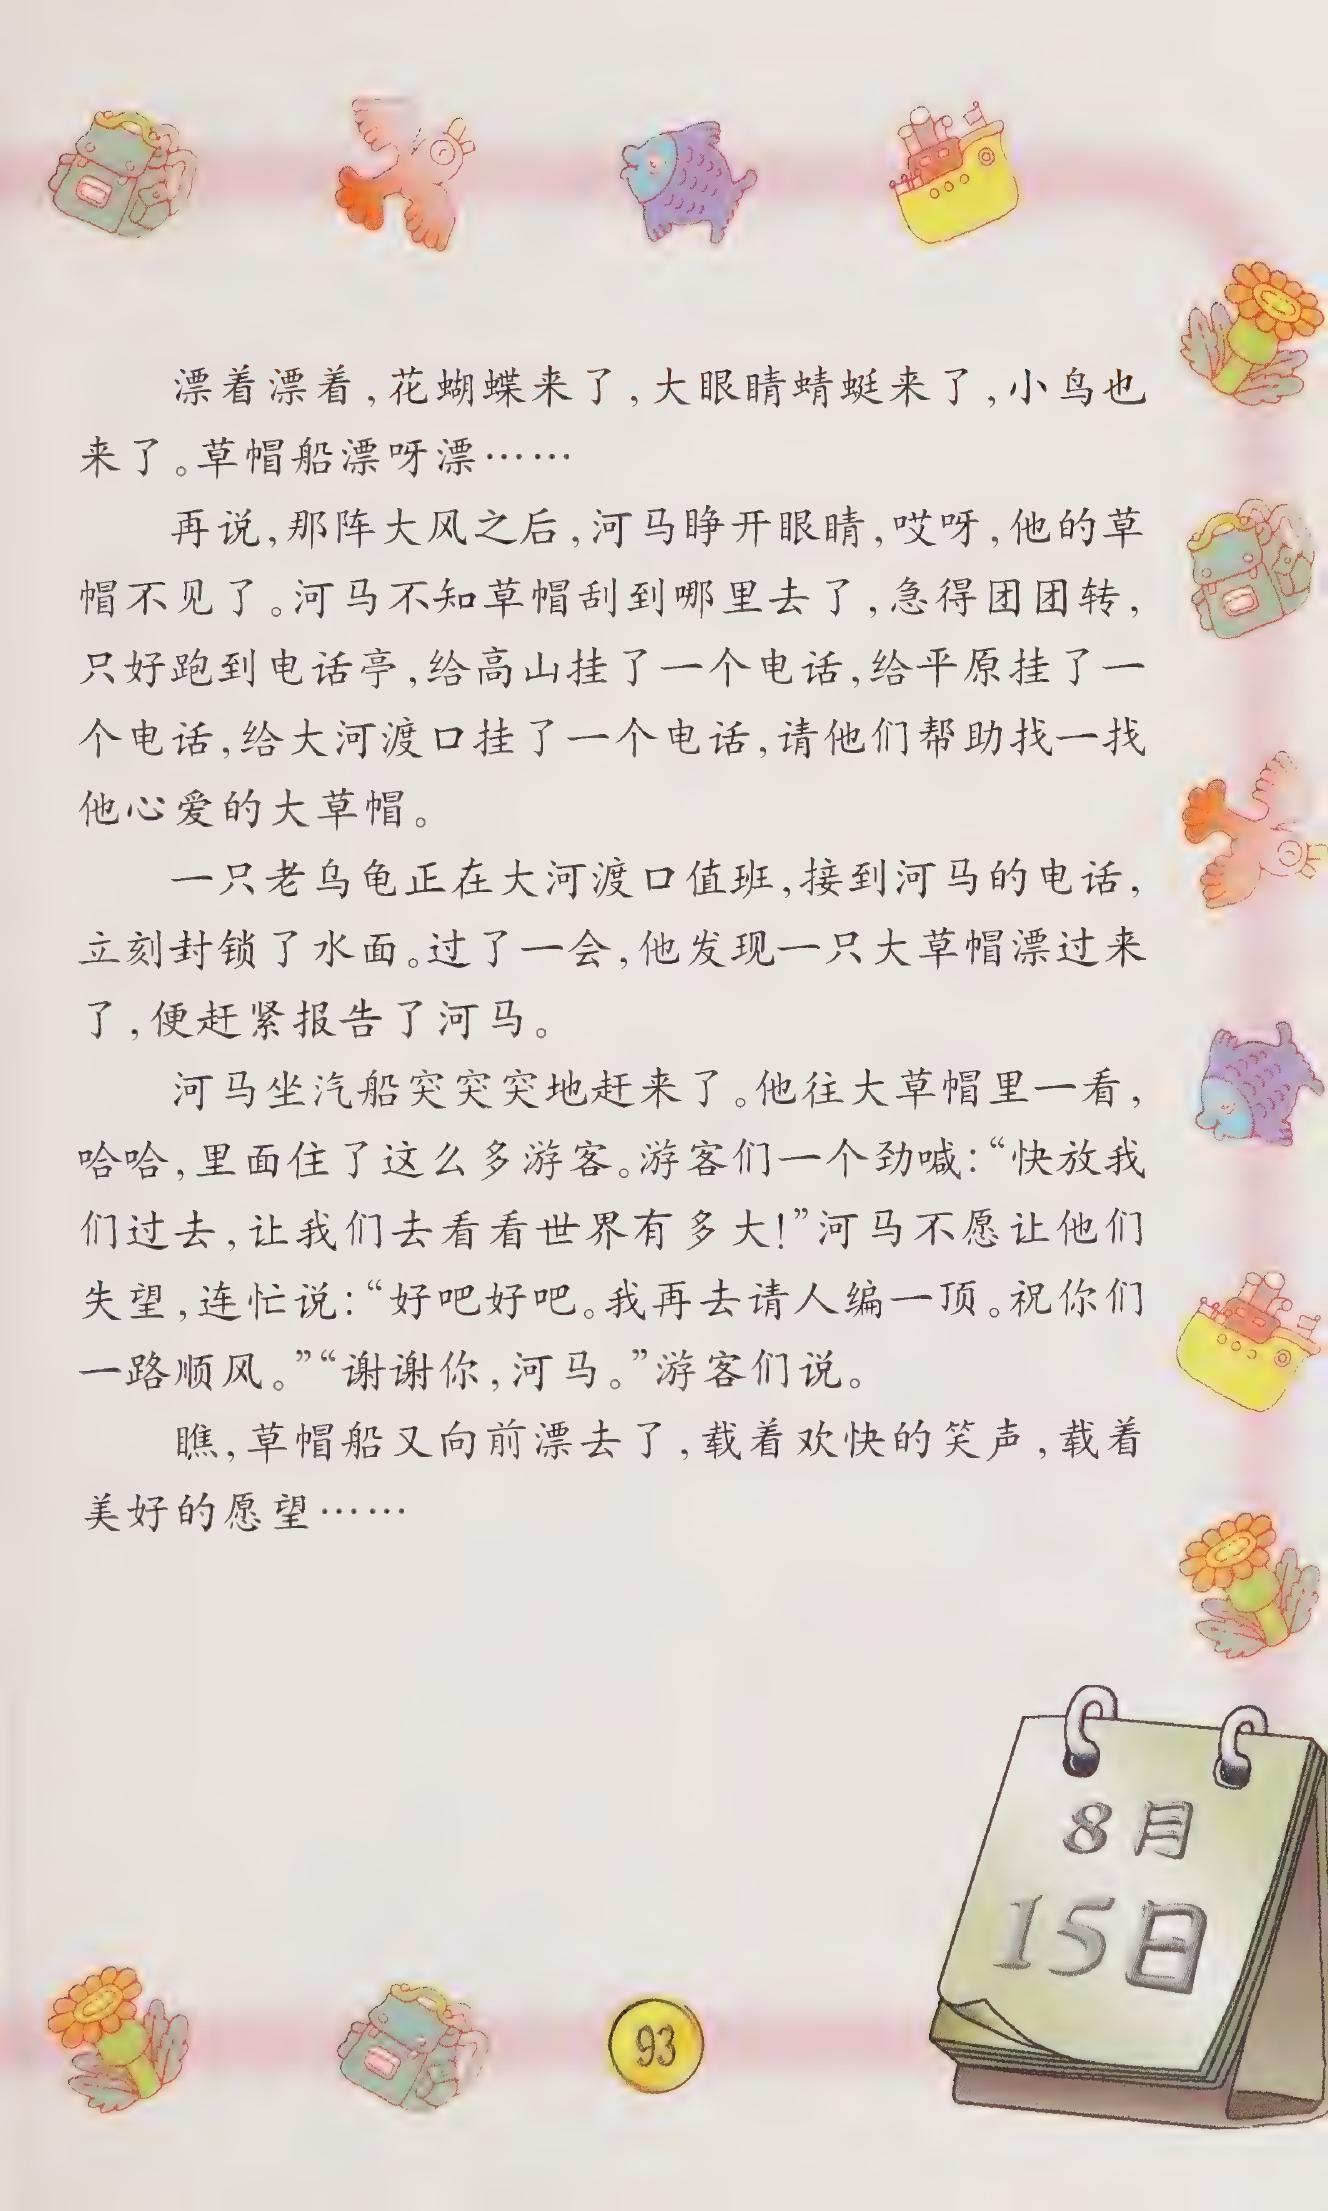 漂着漂着,花蝴蝶来了,大眼睛蜻蜓来了,小鸟也
来了。草帽船漂呀漂……
再说,那阵大风之后,河马睁开眼睛,哎呀,他的草
帽不见了。河马不知草帽刮到哪里去了,急得团团转,
只好跑到电话亭,给高山挂了一个电话,给平原挂了一
个电话,给大河渡口挂了一个电话,请他们帮助找一找
他心爱的大草帽。
一只老乌龟正在大河渡口值班,接到河马的电话,
立刻封锁了水面。过了一会,他发现一只大草帽漂过来
了,便赶紧报告了河马。
河马坐汽船突突突地赶来了。他往大草帽里一看,
哈哈,里面住了这么多游客。游客们一个劲喊:“快放我
们过去,让我们去看看世界有多大!”河马不愿让他们
失望,连忙说:“好吧好吧。我再去请人编一顶。祝你们
一路顺风。”“谢谢你,河马。”游客们说。
瞧,草帽船又向前漂去了,载着欢快的笑声,载着
美好的愿望……
8月
15日
93